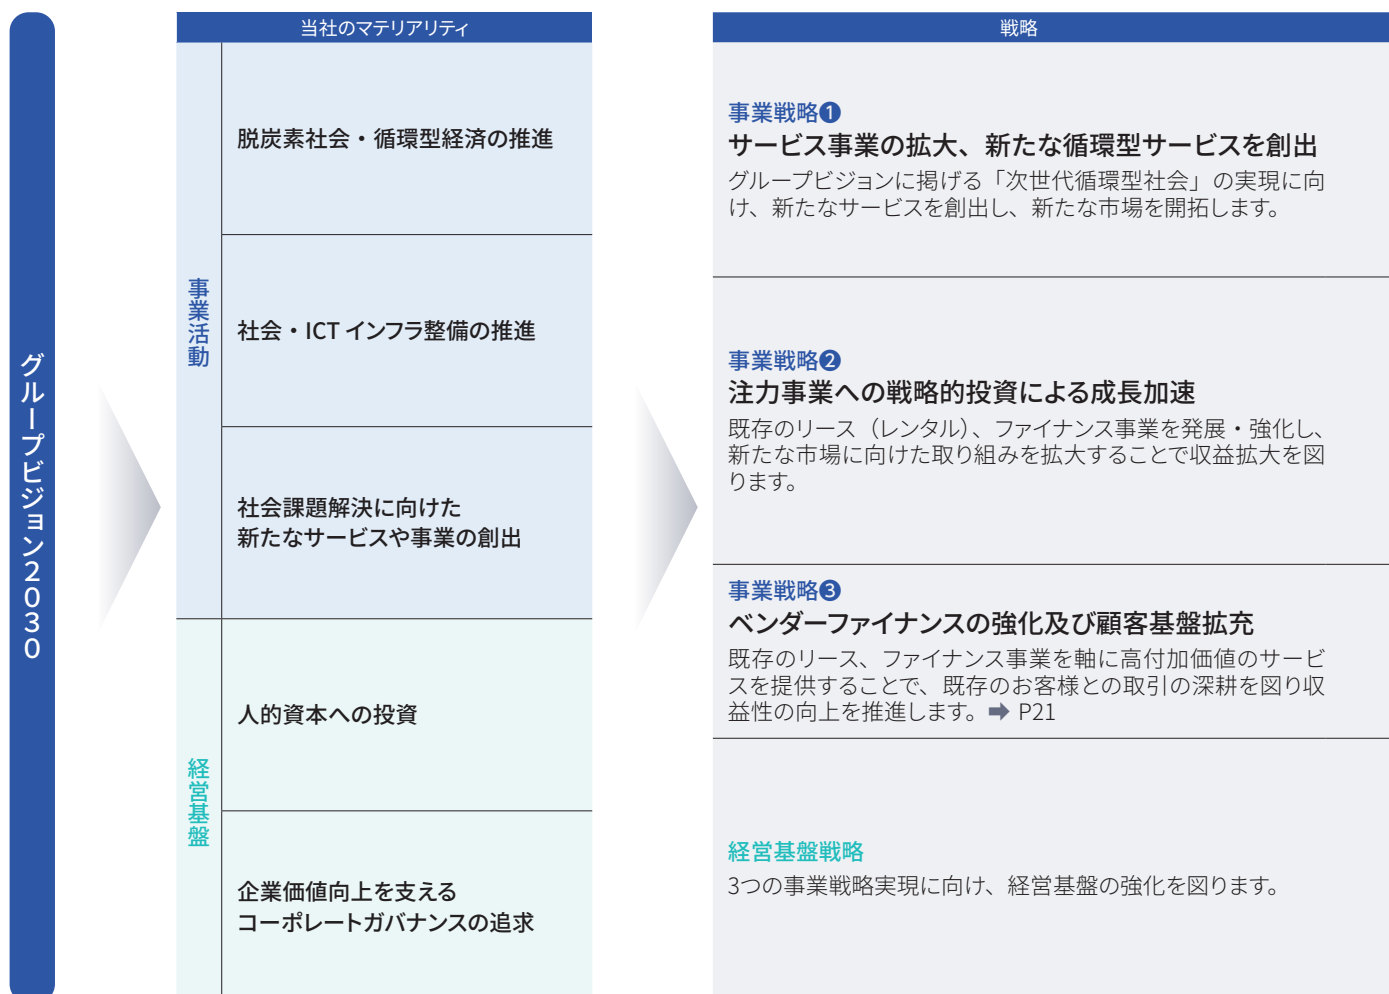 グループビジョン2030
当社のマテリアリティ
事業活動
脱炭素社会・循環型経済の推進
社会・ICT インフラ整備の推進
社会課題解決に向けた
新たなサービスや事業の創出
経営基盤
人的資本への投資
企業価値向上を支える
コーポレートガバナンスの追求
戦略
事業戦略❶
サービス事業の拡大、新たな循環型サービスを創出
グループビジョンに掲げる「次世代循環型社会」の実現に向
け、新たなサービスを創出し、新たな市場を開拓します。
事業戦略❷
注力事業への戦略的投資による成長加速
既存のリース（レンタル）、ファイナンス事業を発展・強化し、
新たな市場に向けた取り組みを拡大することで収益拡大を図
ります。
事業戦略❸
ベンダーファイナンスの強化及び顧客基盤拡充
既存のリース、ファイナンス事業を軸に高付加価値のサービ
スを提供することで、既存のお客様との取引の深耕を図り収
益性の向上を推進します。➡ P21
経営基盤戦略
3つの事業戦略実現に向け、経営基盤の強化を図ります。